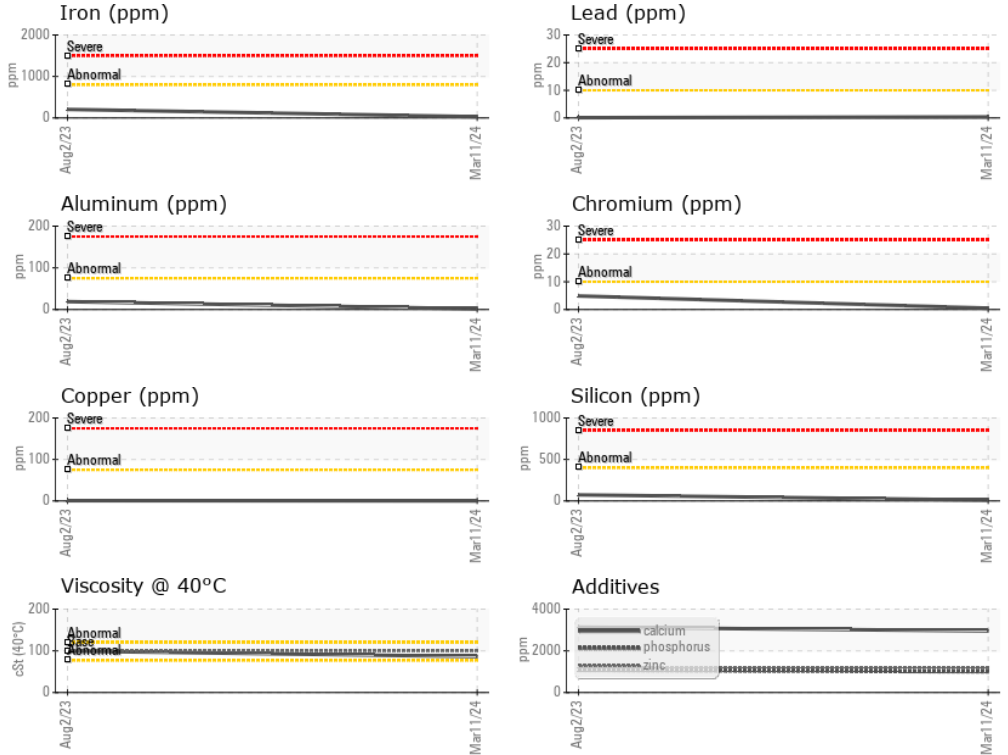 Iron (ppm)
2000
1000
0
ppm
Severe
Abnormal
Aug2/23
Mar11/24
Lead (ppm)
30
20
10
0
ppm
Severe
Abnormal
Aug2/23
Mar11/24
Aluminum (ppm)
200
100
0
ppm
Severe
Abnormal
Aug2/23
Mar11/24
Chromium (ppm)
30
20
10
0
ppm
Severe
Abnormal
Aug2/23
Mar11/24
Copper (ppm)
200
100
0
ppm
Severe
Abnormal
Aug2/23
Mar11/24
Silicon (ppm)
1000
500
0
ppm
Severe
Abnormal
Aug2/23
Mar11/24
Viscosity @ 40°C
200
100
0
cSt (40°C)
Abnormal
Base
Abnormal
Aug2/23
Mar11/24
Additives
4000
2000
0
ppm
calcium
phosphorus
zinc
Aug2/23
Mar11/24